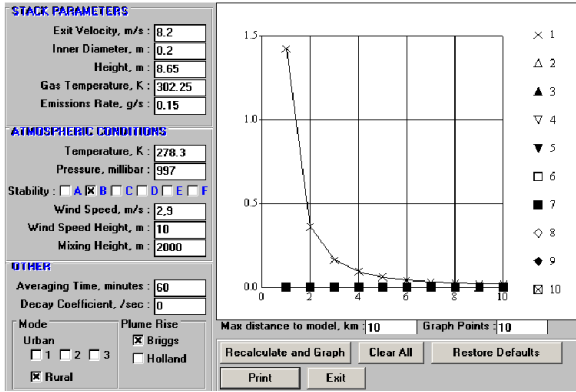 STACK PARAMETERS
Exit Velocity, m/s : 8.2
Inner Diameter, m : 0.2
Height, m : 8.65
Gas Temperature, K : 302.25
Emissions Rate, g/s : 0.15
ATMOSPHERIC CONDITIONS
Temperature, K : 278.3
Pressure, millibar : 997
Stability : A B C D E F
Wind Speed, m/s : 2,9
Wind Speed Height, m : 10
Mixing Height, m : 2000
OTHER
Averaging Time, minutes : 60
Decay Coefficient, /sec : 0
Mode
Urban
1 2 3
Rural
Plume Rise
Briggs
Holland
1.5
1.0
0.5
0.0
0 2 4 6 8 10
1
2
3
4
5
6
7
8
9
10
Max distance to model, km : 10 Graph Points : 10
Recalculate and Graph Clear All Restore Defaults
Print Exit